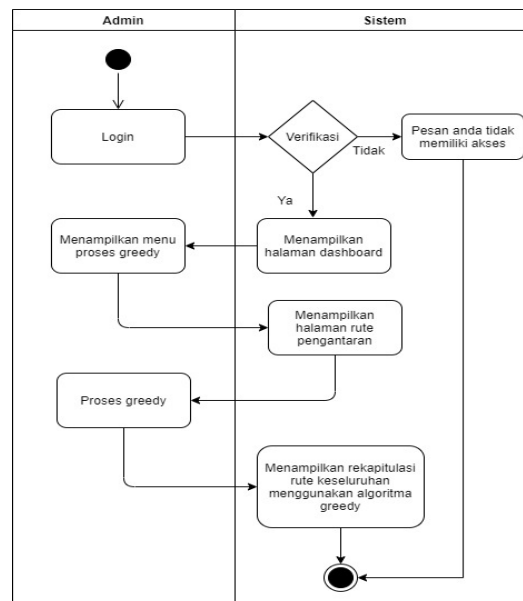 Admin
Sistem
Login
Verifikasi
Tidak
Pesan anda tidak
memiliki akses
Ya
Menampilkan menu
proses greedy
Menampilkan
halaman dashboard
Menampilkan
halaman rute
pengantaran
Proses greedy
Menampilkan rekapitulasi
rute keseluruhan
menggunakan algoritma
greedy